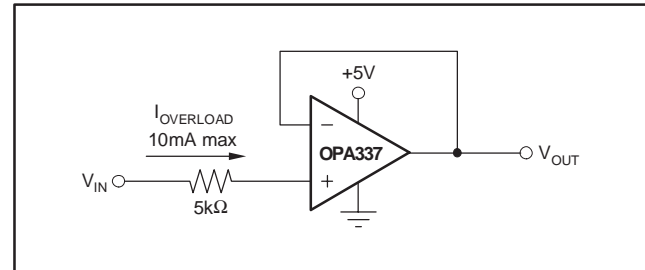 +5V
I_OVERLOAD
10mA max
−
OPA337
V_IN
+
V_OUT
5kΩ